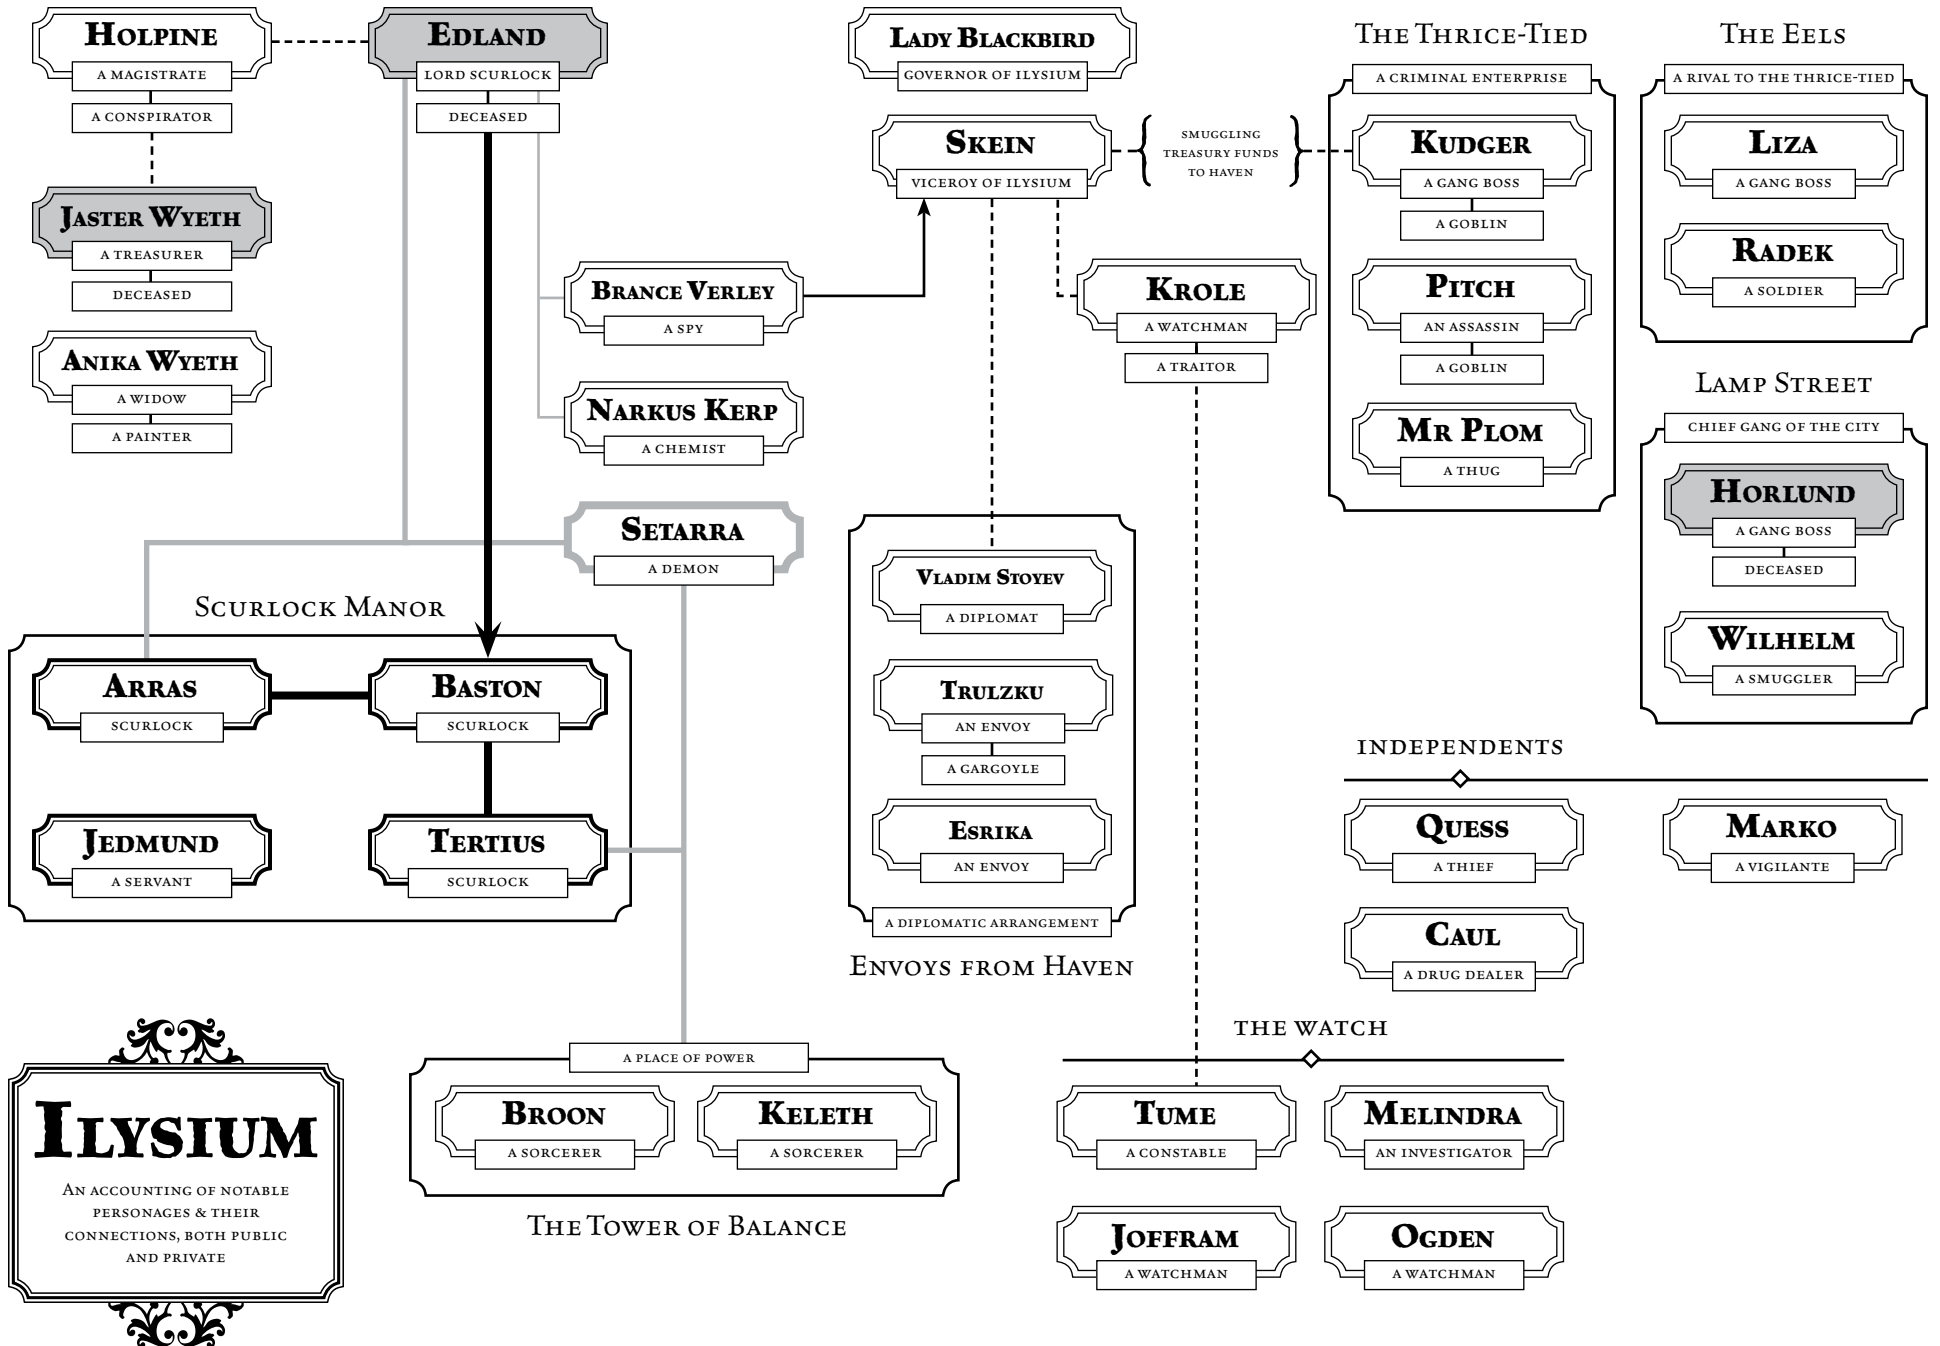 Holpine
a magistrate
a conspirator
Jaster Wyeth
a treasurer
deceased
Anika Wyeth
a widow
a painter
Edland
Lord Scurlock
deceased
Brance Verley
a spy
Narkus Kerp
a chemist
Setarra
a demon
Scurlock Manor
Arras
Scurlock
Baston
Scurlock
Jedmund
a servant
Tertius
Scurlock
Lady Blackbird
Governor of Ilysium
Skein
Viceroy of Ilysium
smuggling
treasury funds
to Haven
Krole
a watchman
a traitor
Vladim Stoyev
a diplomat
Trulzku
an envoy
a gargoyle
Esrika
an envoy
a diplomatic arrangement
Envoys from Haven
The Thrice-Tied
a criminal enterprise
Kudger
a gang boss
a goblin
Pitch
an assassin
a goblin
Mr Plom
a thug
The Eels
a rival to the Thrice-Tied
Liza
a gang boss
Radek
a soldier
Lamp Street
chief gang of the city
Horlund
a gang boss
deceased
Wilhelm
a smuggler
independents
Quess
a thief
Marko
a vigilante
Caul
a drug dealer
the watch
Tume
a constable
Melindra
an investigator
Joffram
a watchman
Ogden
a watchman
a place of power
Broon
a sorcerer
Keleth
a sorcerer
The Tower of Balance
Ilysium
An accounting of notable
personages & their
connections, both public
and private